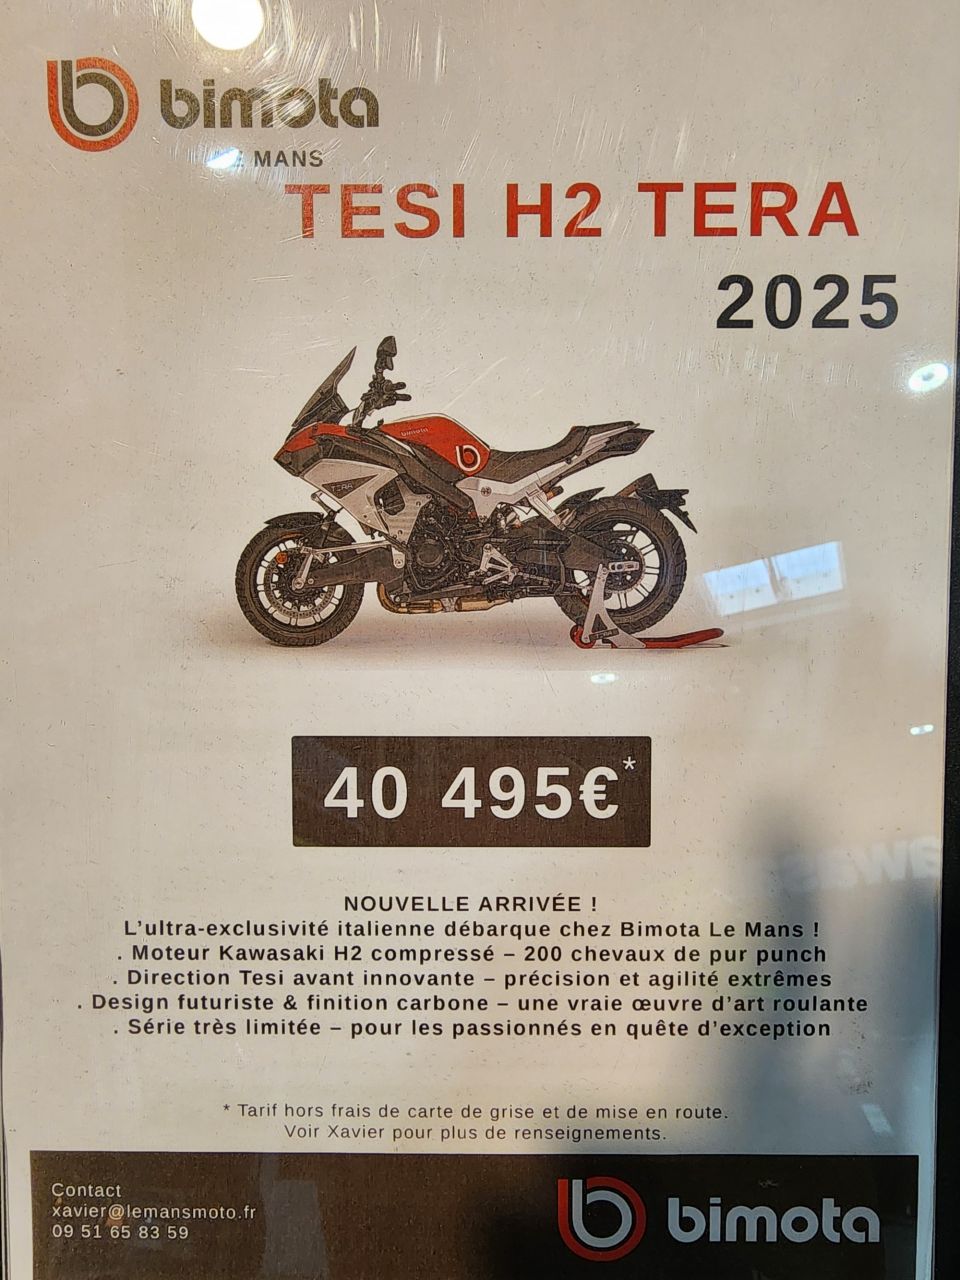 bimota
LE MANS
TESI H2 TERA
2025
bimota
TERA
TERA
40 495€*
NOUVELLE ARRIVÉE !
L'ultra-exclusivité italienne débarque chez Bimota Le Mans !
. Moteur Kawasaki H2 compressé – 200 chevaux de pur punch
. Direction Tesi avant innovante – précision et agilité extrêmes
. Design futuriste & finition carbone – une vraie œuvre d'art roulante
. Série très limitée – pour les passionnés en quête d'exception
* Tarif hors frais de carte de grise et de mise en route.
Voir Xavier pour plus de renseignements.
Contact
xavier@lemansmoto.fr
09 51 65 83 59
bimota